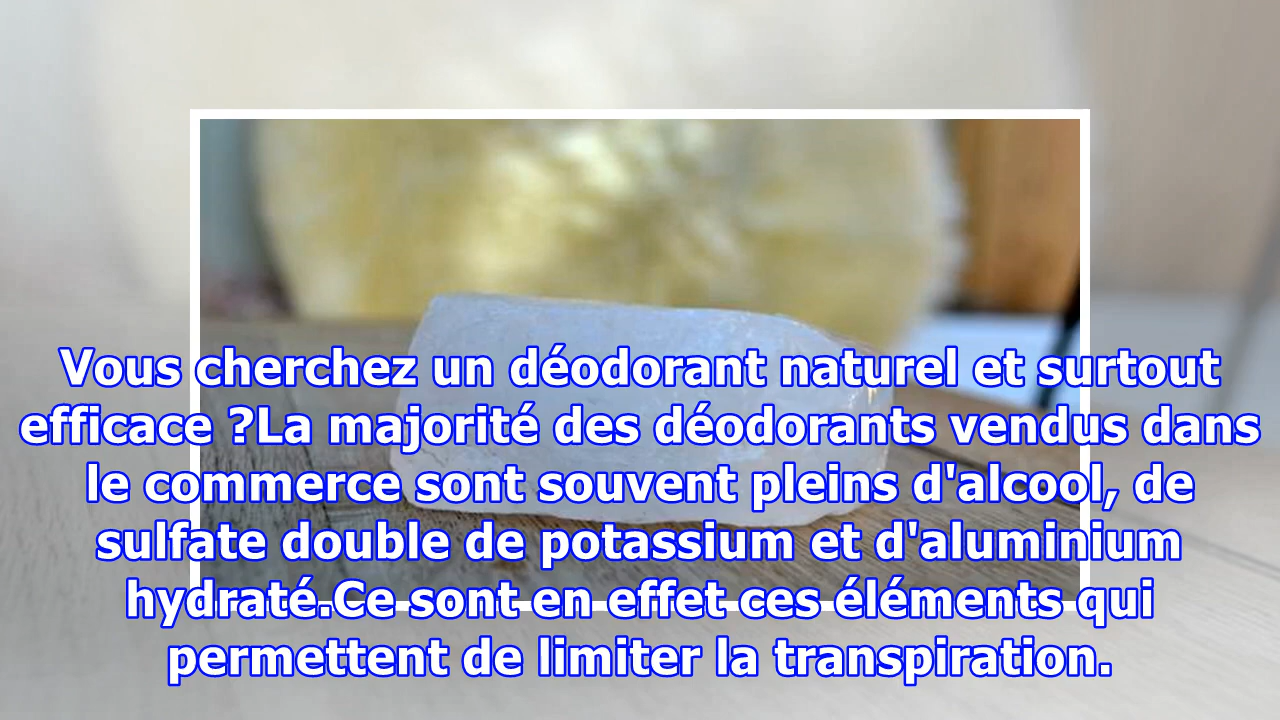 Vous cherchez un déodorant naturel et surtout
efficace ?La majorité des déodorants vendus dans
le commerce sont souvent pleins d'alcool, de
sulfate double de potassium et d'aluminium
hydraté.Ce sont en effet ces éléments qui
permettent de limiter la transpiration.